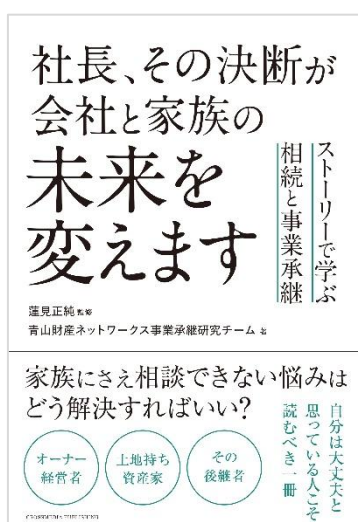 社長、その決断が
会社と家族の
未来を
変えます
ストーリーで学ぶ
相続と事業承継
蓮見正純 監修
青山財産ネットワークス事業承継研究チーム 著
家族にさえ相談できない悩みは
どう解決すればいい?
オーナー
経営者
土地持ち
資産家
その
後継者
自分は大丈夫と
思っている人こそ
読むべき一冊
CROSSMEDIA PUBLISHING